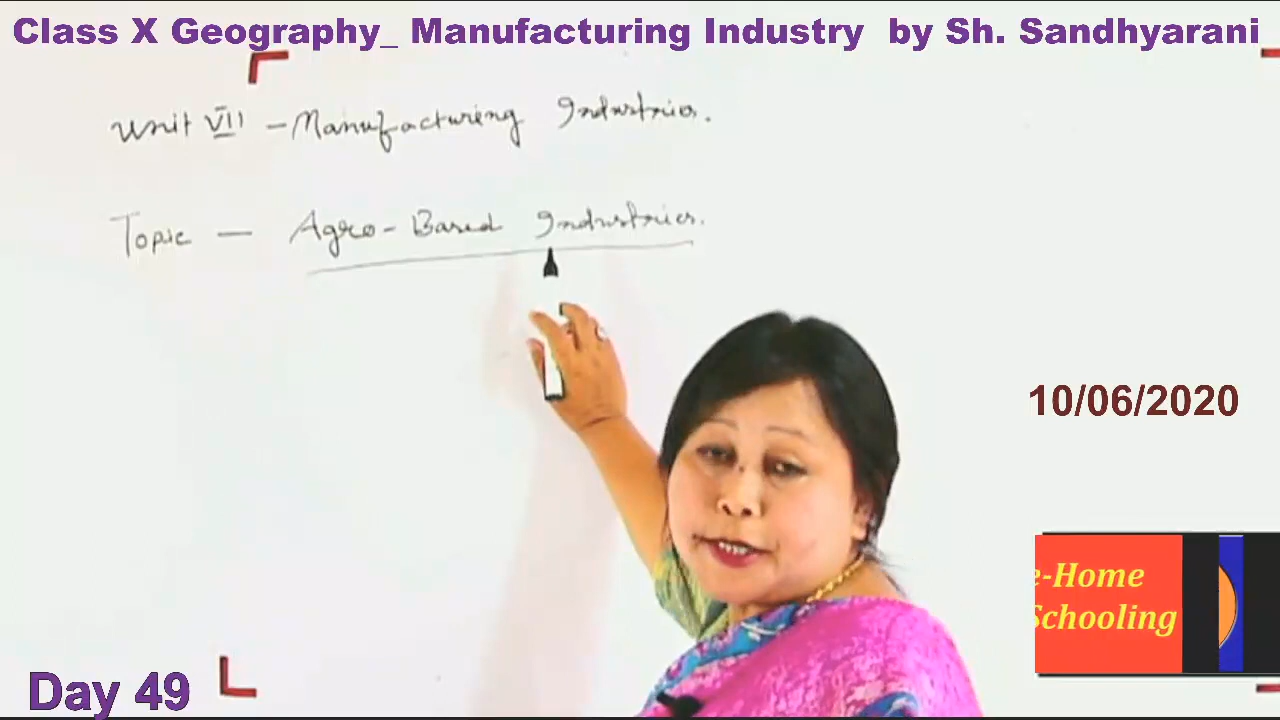 Class X Geography_ Manufacturing Industry by Sh. Sandhyarani
Unit VII - Manufacturing Industries.
Topic - Agro-Based Industries.
10/06/2020
e-Home
Schooling
Day 49